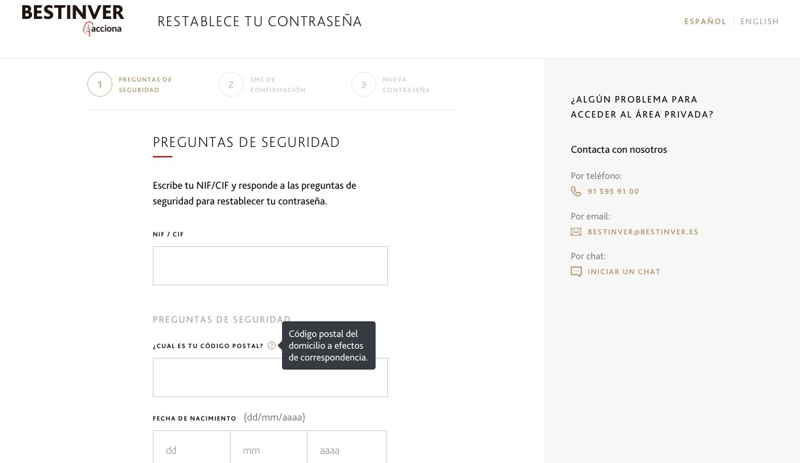 BESTINVER
acciona
RESTABLECE TU CONTRASEÑA
ESPAÑOL
ENGLISH
1
PREGUNTAS DE
SEGURIDAD
2
SMS DE
CONFIRMACIÓN
3
NUEVA
CONTRASEÑA
PREGUNTAS DE SEGURIDAD
Escribe tu NIF/CIF y responde a las preguntas de
seguridad para restablecer tu contraseña.
NIF / CIF
PREGUNTAS DE SEGURIDAD
¿CUAL ES TU CÓDIGO POSTAL? ?
Código postal del
domicilio a efectos
de correspondencia.
FECHA DE NACIMIENTO (dd/mm/aaaa)
dd
mm
aaaa
¿ALGÚN PROBLEMA PARA
ACCEDER AL ÁREA PRIVADA?
Contacta con nosotros
Por teléfono:
91 595 91 00
Por email:
BESTINVER@BESTINVER.ES
Por chat:
INICIAR UN CHAT